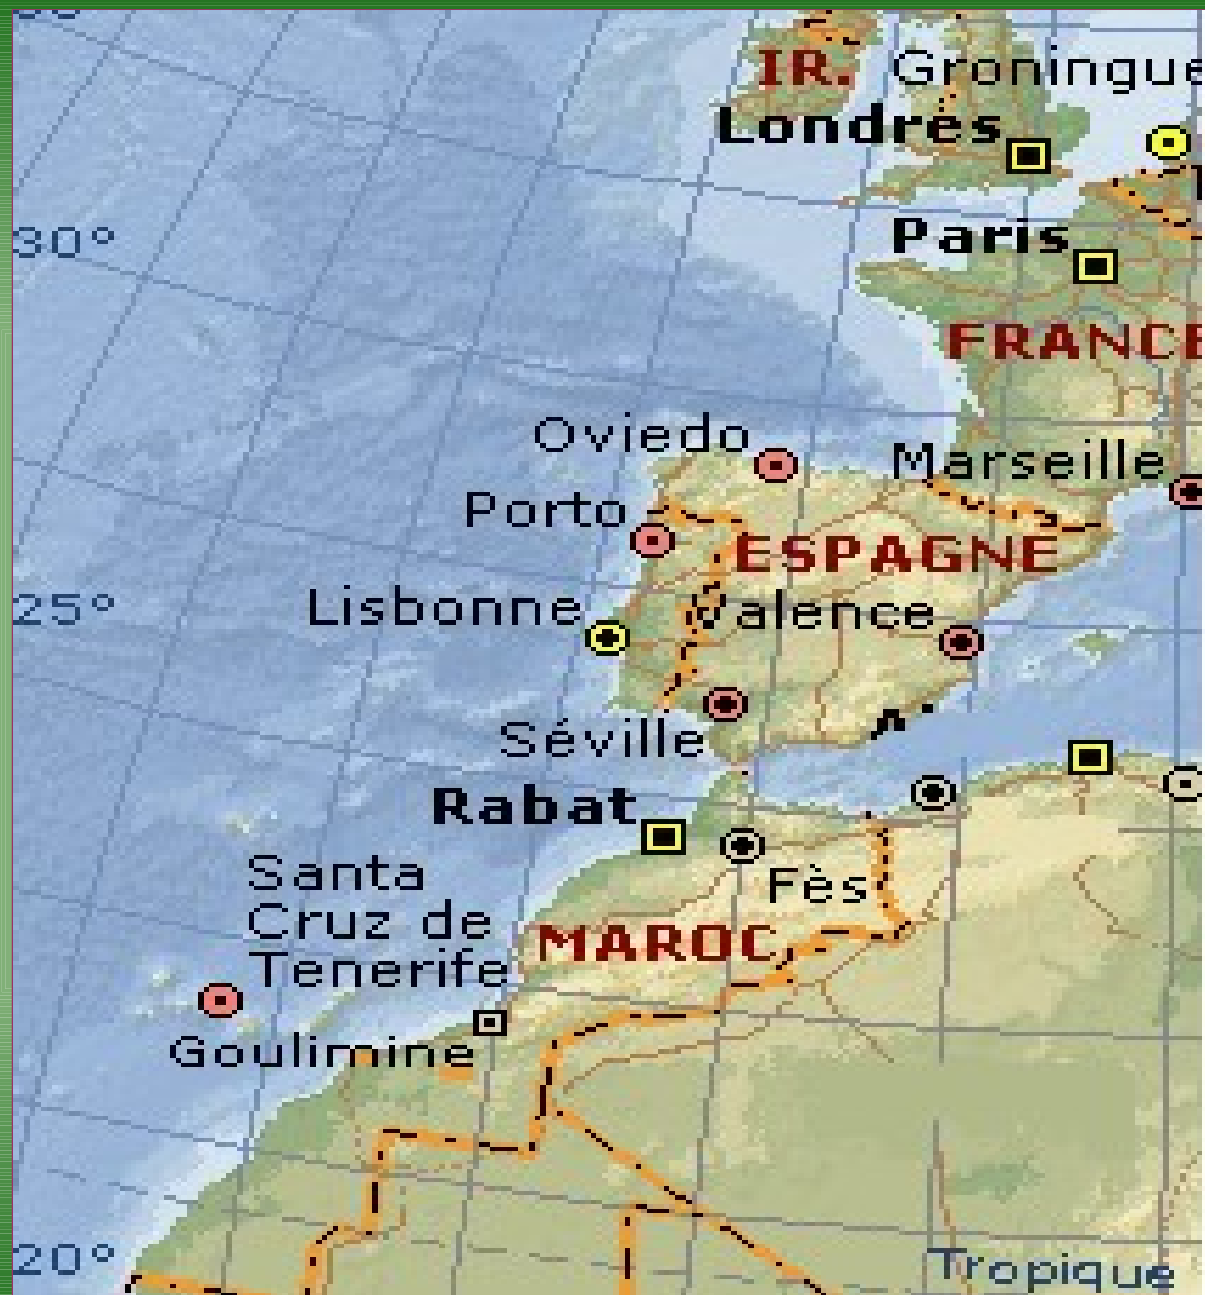 IR.
Groningue
Londres
30°
Paris
FRANCE
Oviedo
Marseille
Porto
ESPAGNE
25°
Lisbonne
Valence
Séville
Rabat
Fès
Santa
Cruz de
Tenerife
MAROC
Goulimine
20°
Tropique